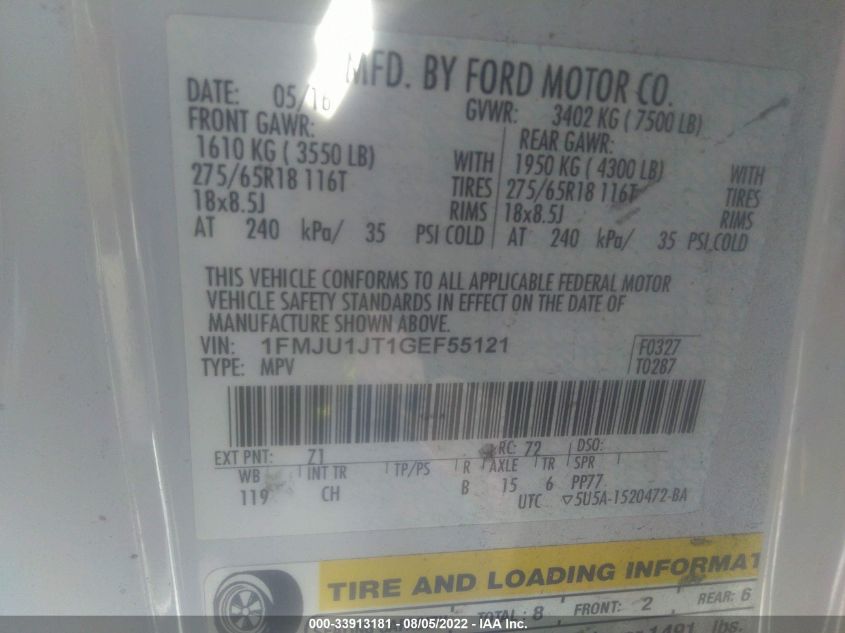 MFD. BY FORD MOTOR CO.
DATE: 05/16 GVWR: 3402 KG ( 7500 LB)
FRONT GAWR: REAR GAWR:
1610 KG ( 3550 LB) WITH 1950 KG ( 4300 LB) WITH
275/65R18 116T TIRES 275/65R18 116T TIRES
18x8.5J RIMS 18x8.5J RIMS
AT 240 kPa/ 35 PSI COLD AT 240 kPa/ 35 PSI COLD
THIS VEHICLE CONFORMS TO ALL APPLICABLE FEDERAL MOTOR
VEHICLE SAFETY STANDARDS IN EFFECT ON THE DATE OF
MANUFACTURE SHOWN ABOVE.
VIN: 1FMJU1JT1GEF55121 F0327
TYPE: MPV T0287
EXT PNT: Z1 RC: 72 DSO:
WB INT TR TP/PS R AXLE TR SPR
119 CH B 15 6 PP77
UTC ▽5U5A-1520472-BA
TIRE AND LOADING INFORMAT
TOTAL: 8 FRONT: 2 REAR: 6
1491 lbs.
000-33913181 - 08/05/2022 - IAA Inc.